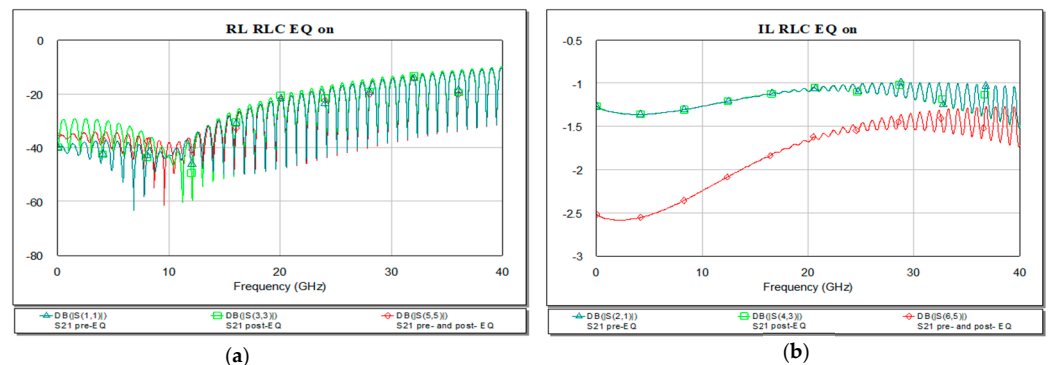 RL RLC EQ on
0
-20
-40
-60
-80
0 10 20 30 40
Frequency (GHz)
DB(|S(1,1)|) DB(|S(3,3)|) DB(|S(5,5)|)
S21 pre-EQ S21 post-EQ S21 pre- and post- EQ
(a)
IL RLC EQ on
-0.5
-1
-1.5
-2
-2.5
-3
0 10 20 30 40
Frequency (GHz)
DB(|S(2,1)|) DB(|S(4,3)|) DB(|S(6,5)|)
S21 pre-EQ S21 post-EQ S21 pre- and post- EQ
(b)